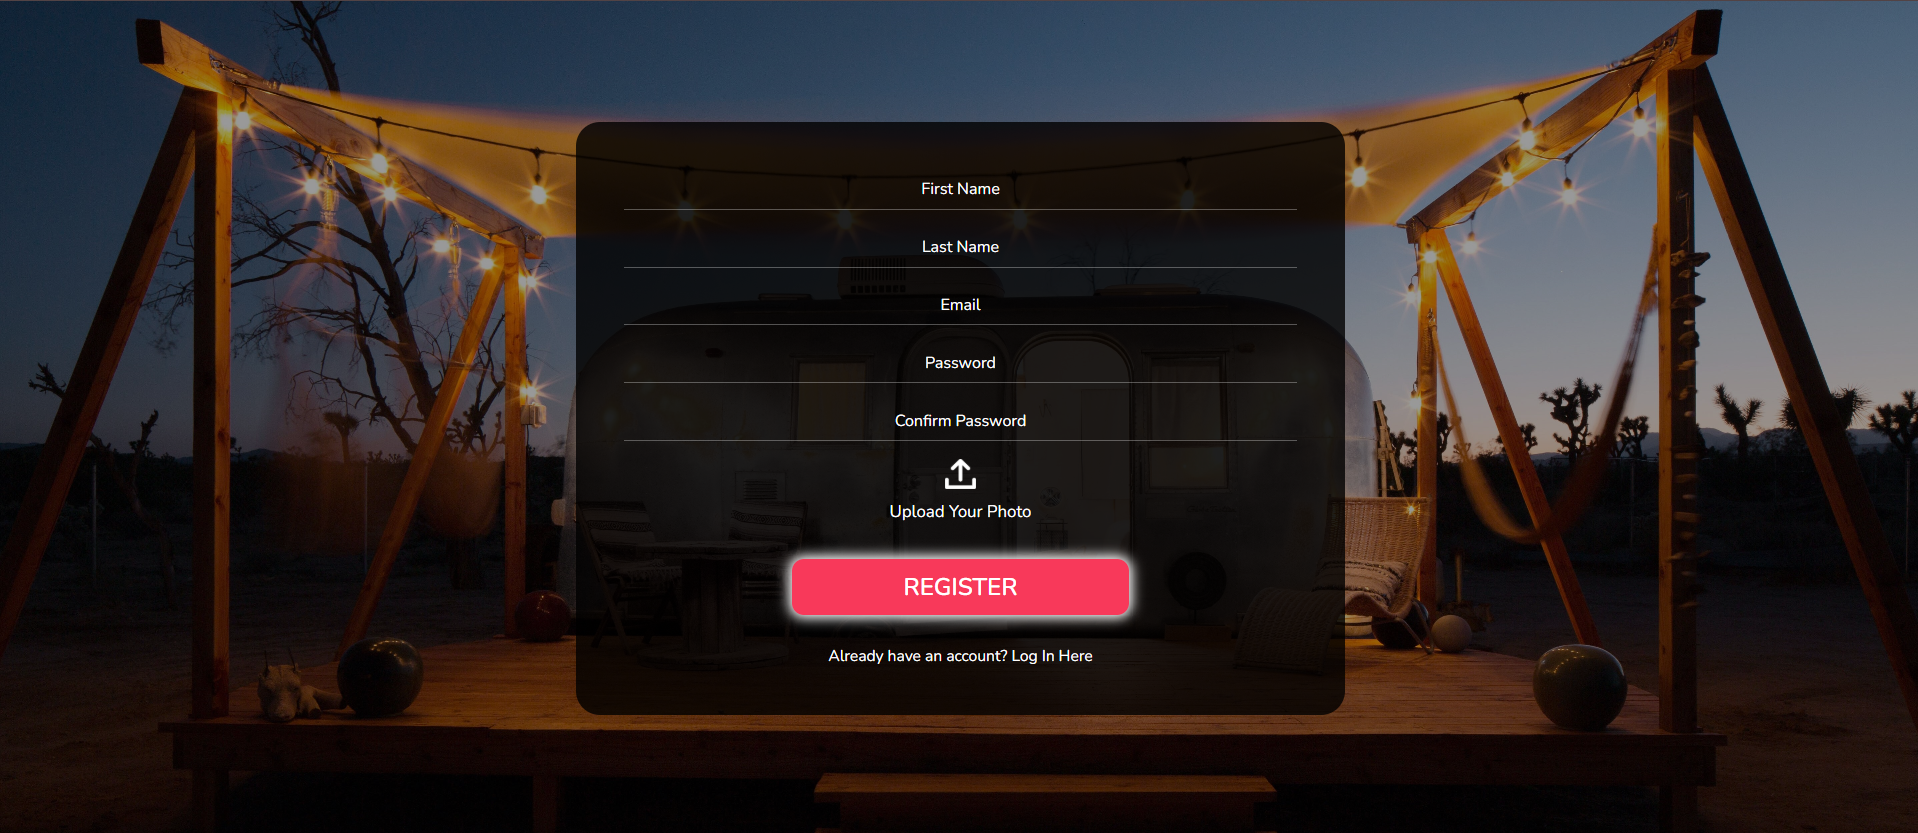 First Name
Last Name
Email
Password
Confirm Password
Upload Your Photo
REGISTER
Already have an account? Log In Here